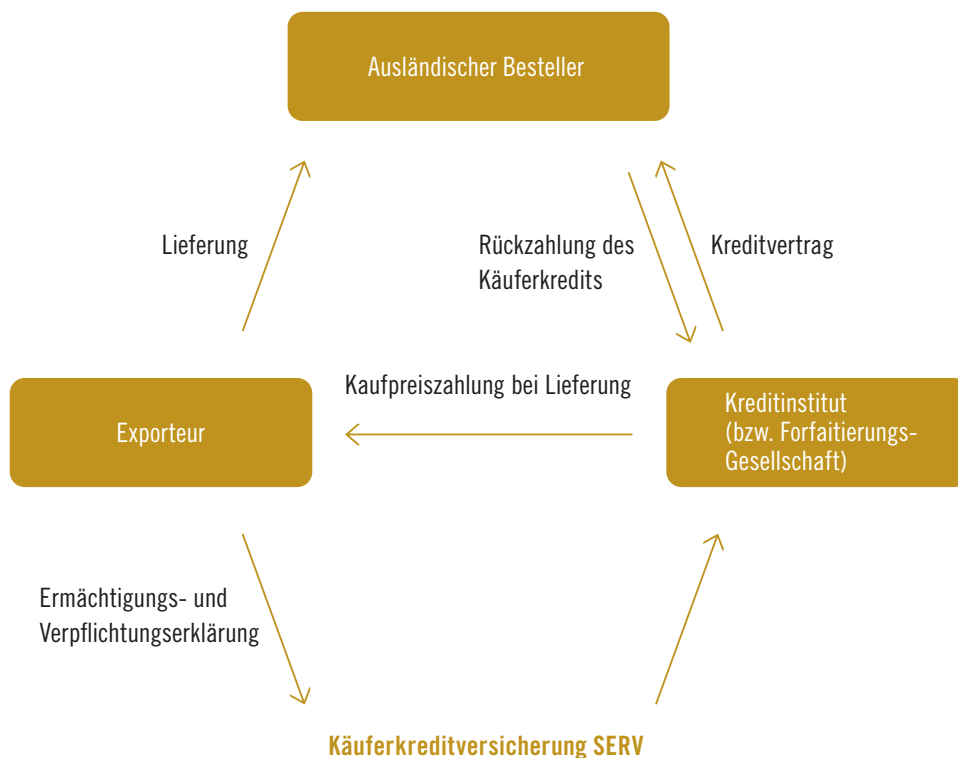 Ausländischer Besteller
Lieferung
Rückzahlung des
Käuferkredits
Kreditvertrag
Kaufpreiszahlung bei Lieferung
Exporteur
Kreditinstitut
(bzw. Forfaitierungs-
Gesellschaft)
Ermächtigungs- und
Verpflichtungserklärung
Käuferkreditversicherung SERV